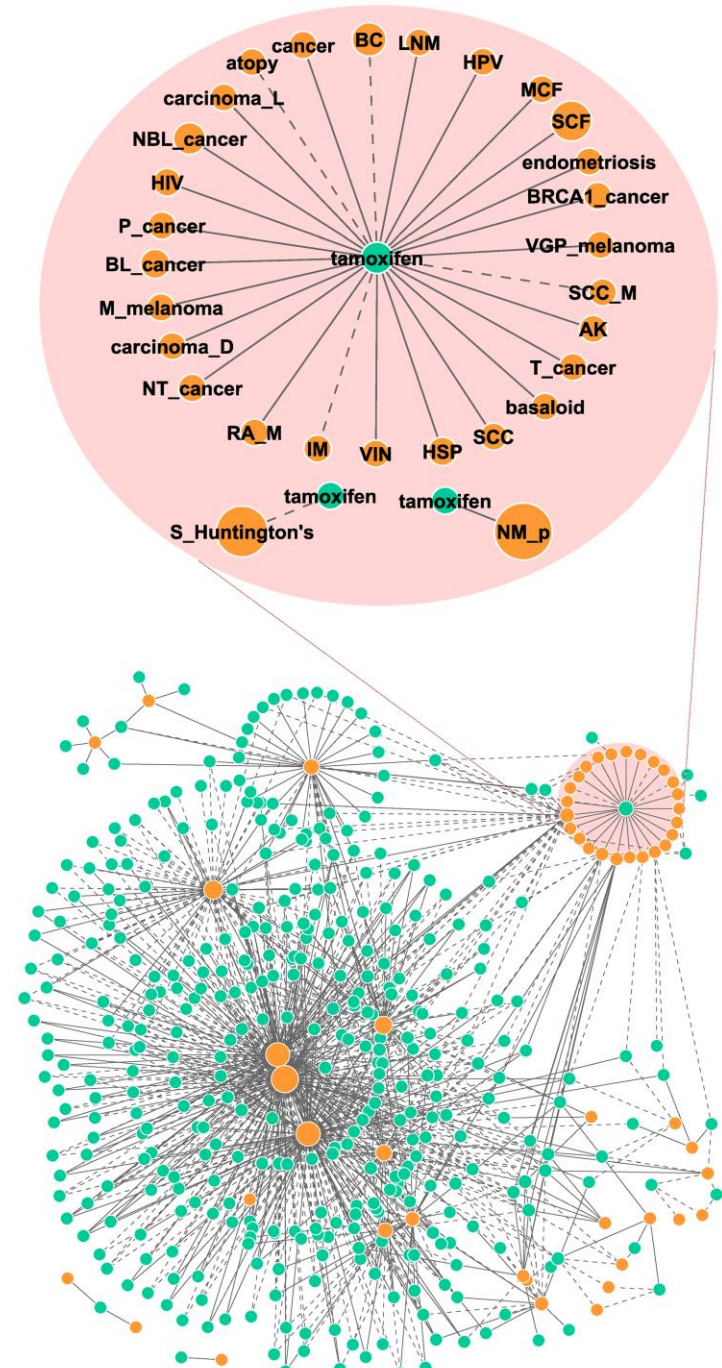 BC
LNM
cancer
atopy
HPV
carcinoma_L
MCF
SCF
NBL_cancer
endometriosis
HIV
BRCA1_cancer
P_cancer
VGP_melanoma
tamoxifen
BL_cancer
SCC_M
M_melanoma
AK
carcinoma_D
T_cancer
NT_cancer
basaloid
RA_M
SCC
IM
VIN
HSP
tamoxifen
tamoxifen
S_Huntington's
NM_p